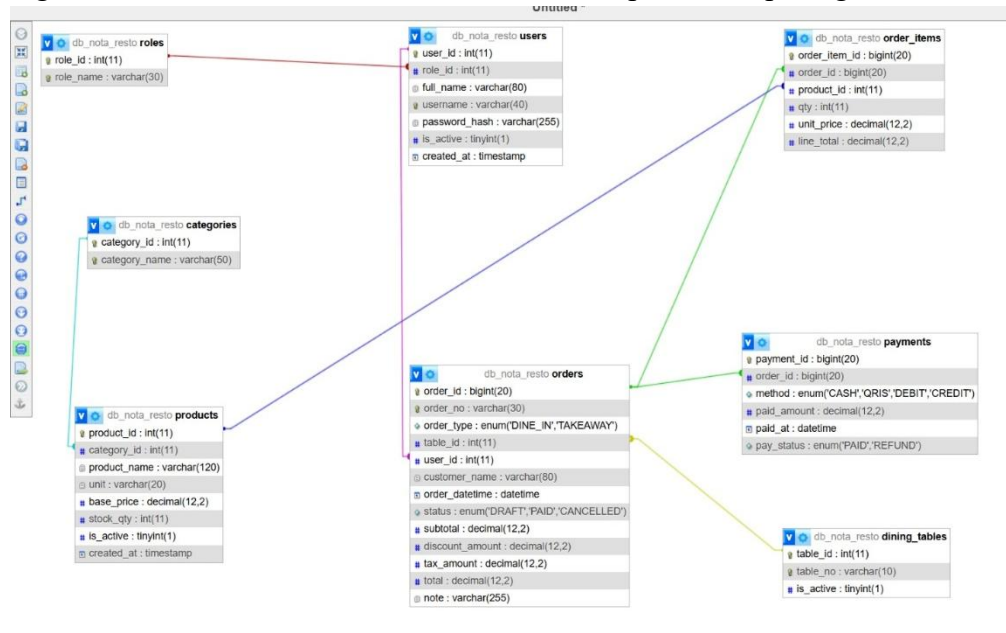 Untitled *
db_nota_resto roles
role_id : int(11)
role_name : varchar(30)
db_nota_resto users
user_id : int(11)
role_id : int(11)
full_name : varchar(80)
username : varchar(40)
password_hash : varchar(255)
is_active : tinyint(1)
created_at : timestamp
db_nota_resto order_items
order_item_id : bigint(20)
order_id : bigint(20)
product_id : int(11)
qty : int(11)
unit_price : decimal(12,2)
line_total : decimal(12,2)
db_nota_resto categories
category_id : int(11)
category_name : varchar(50)
db_nota_resto products
product_id : int(11)
category_id : int(11)
product_name : varchar(120)
unit : varchar(20)
base_price : decimal(12,2)
stock_qty : int(11)
is_active : tinyint(1)
created_at : timestamp
db_nota_resto orders
order_id : bigint(20)
order_no : varchar(30)
order_type : enum('DINE_IN','TAKEAWAY')
table_id : int(11)
user_id : int(11)
customer_name : varchar(80)
order_datetime : datetime
status : enum('DRAFT','PAID','CANCELLED')
subtotal : decimal(12,2)
discount_amount : decimal(12,2)
tax_amount : decimal(12,2)
total : decimal(12,2)
note : varchar(255)
db_nota_resto payments
payment_id : bigint(20)
order_id : bigint(20)
method : enum('CASH','QRIS','DEBIT','CREDIT')
paid_amount : decimal(12,2)
paid_at : datetime
pay_status : enum('PAID','REFUND')
db_nota_resto dining_tables
table_id : int(11)
table_no : varchar(10)
is_active : tinyint(1)